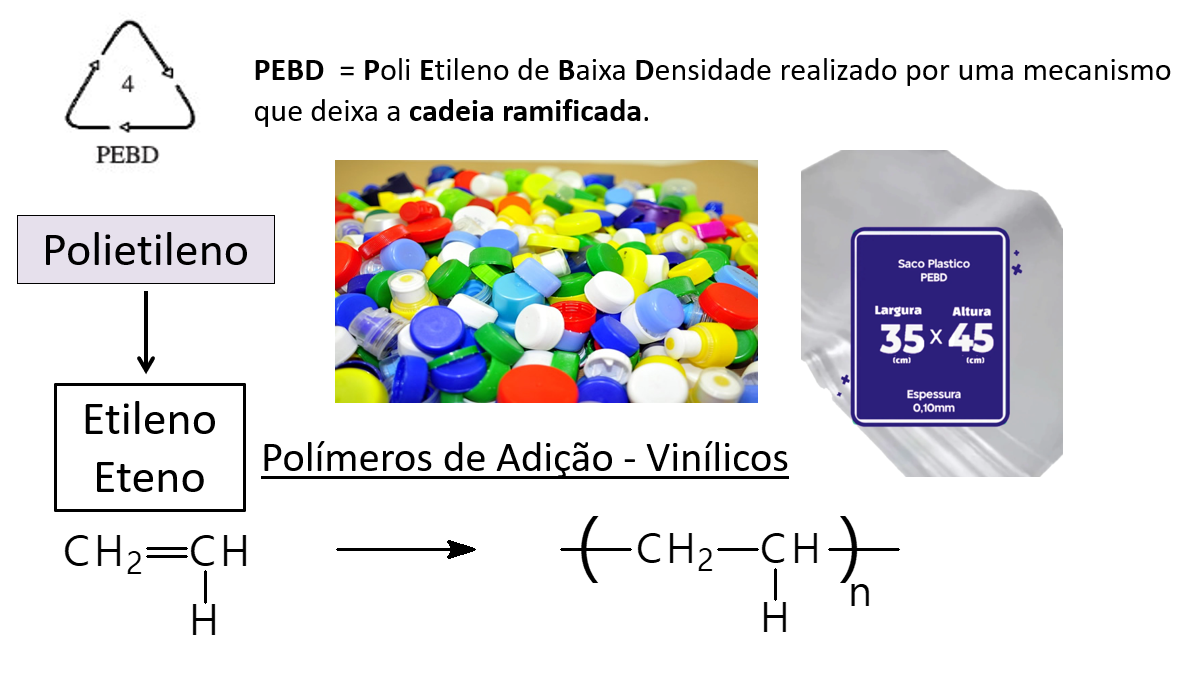 4
PEBD
PEBD = Poli Etileno de Baixa Densidade realizado por uma mecanismo
que deixa a cadeia ramificada.
Polietileno
Saco Plastico
PEBD
Largura Altura
35 x 45
(cm) (cm)
Espessura
0,10mm
Etileno
Eteno
Polímeros de Adição - Vinílicos
CH₂=CH
H
( CH₂—CH )n
H